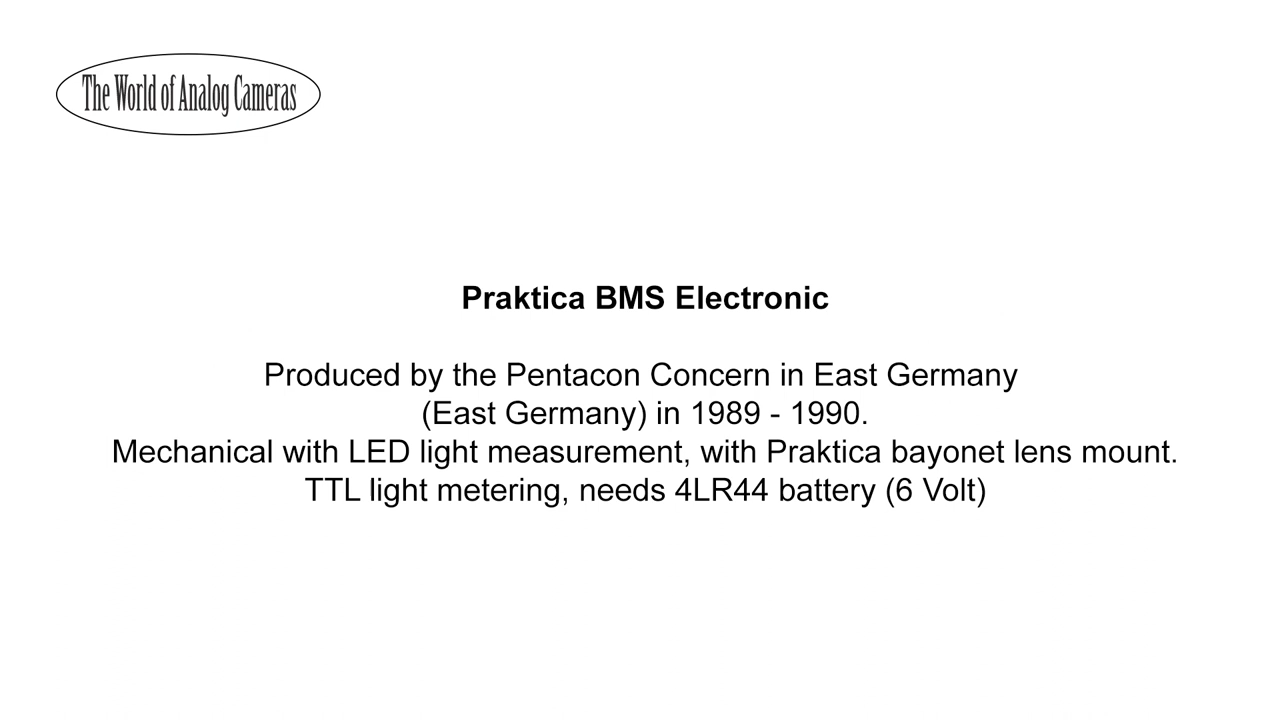 The World of Analog Cameras
Praktica BMS Electronic
Produced by the Pentacon Concern in East Germany
(East Germany) in 1989 - 1990.
Mechanical with LED light measurement, with Praktica bayonet lens mount.
TTL light metering, needs 4LR44 battery (6 Volt)